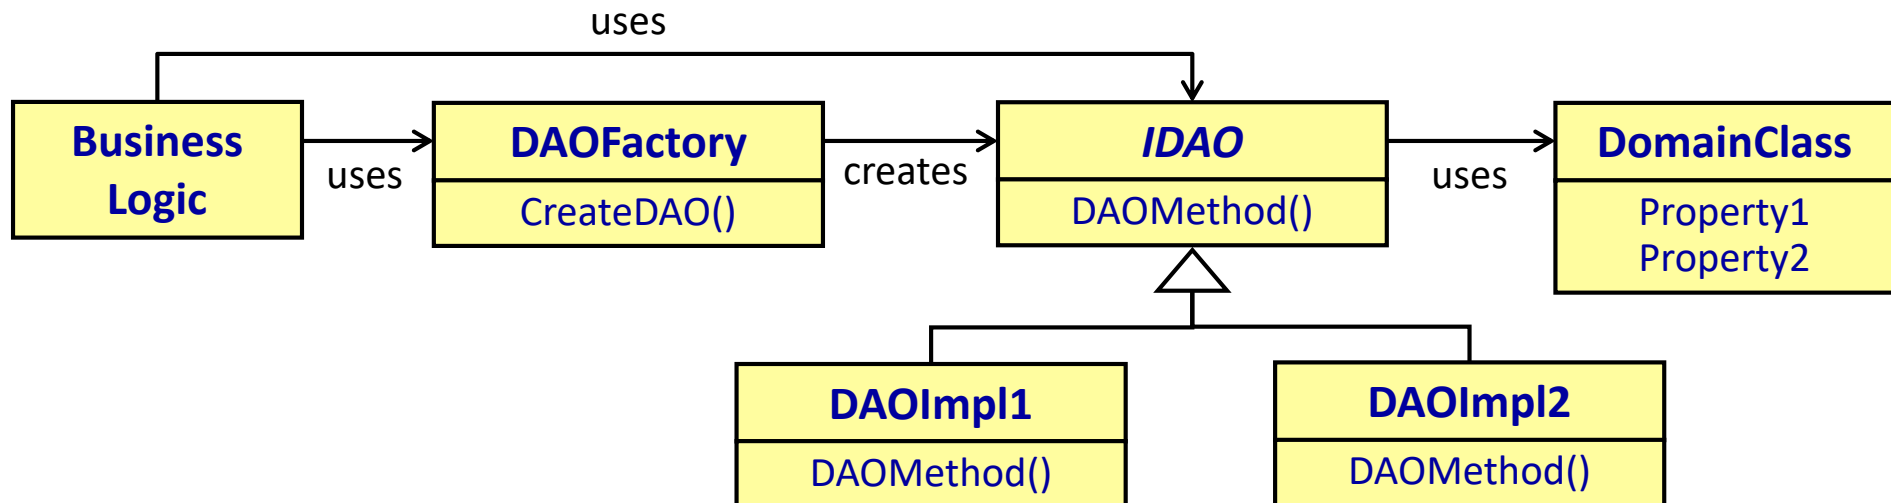 uses
Business
Logic
uses
DAOFactory
CreateDAO()
creates
IDAO
DAOMethod()
uses
DomainClass
Property1
Property2
DAOImpl1
DAOMethod()
DAOImpl2
DAOMethod()